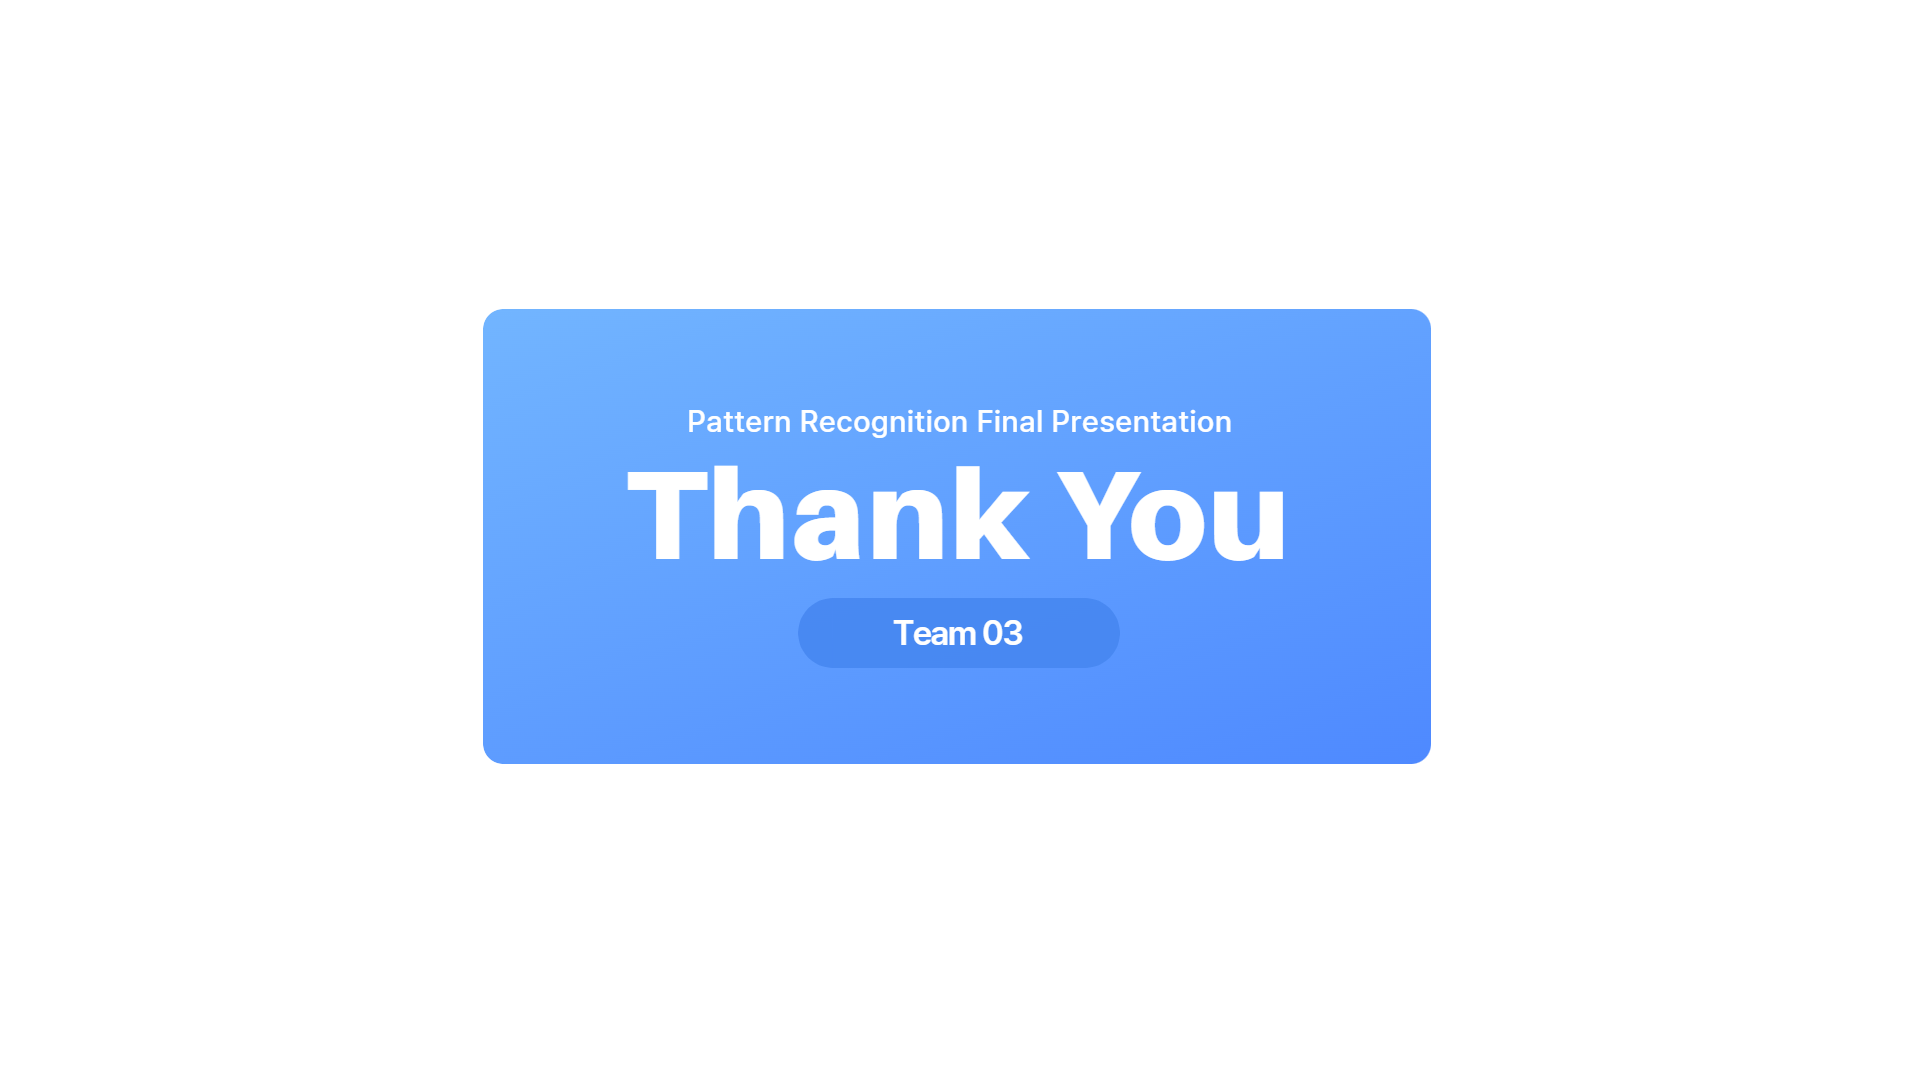 Pattern Recognition Final Presentation
Thank You
Team 03